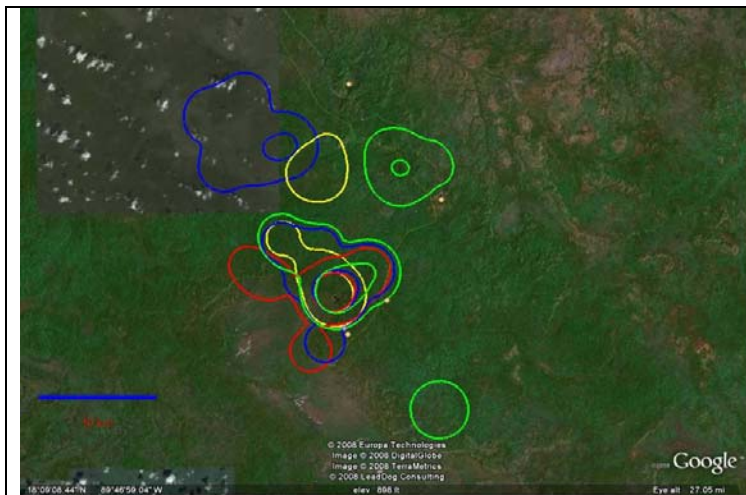 © 2008 Europa Technologies
Image © 2008 DigitalGlobe
Image © 2008 TerraMetrics
© 2008 LeadDog Consulting
Google™
18°09'08.44"N 89°46'59.04"W elev 898 ft Eye alt 27.05 mi